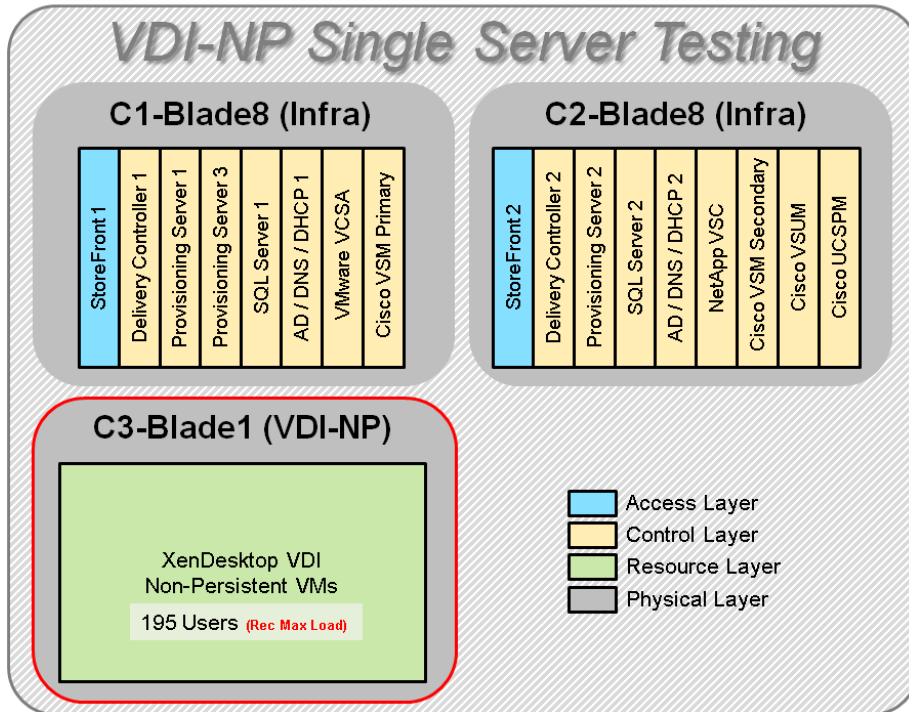 VDI-NP Single Server Testing
C1-Blade8 (Infra)
StoreFront 1
Delivery Controller 1
Provisioning Server 1
Provisioning Server 3
SQL Server 1
AD / DNS / DHCP 1
VMware VCSA
Cisco VSM Primary
C2-Blade8 (Infra)
StoreFront 2
Delivery Controller 2
Provisioning Server 2
SQL Server 2
AD / DNS / DHCP 2
NetApp VSC
Cisco VSM Secondary
Cisco VSUM
Cisco UCSPM
C3-Blade1 (VDI-NP)
XenDesktop VDI
Non-Persistent VMs
195 Users (Rec Max Load)
Access Layer
Control Layer
Resource Layer
Physical Layer